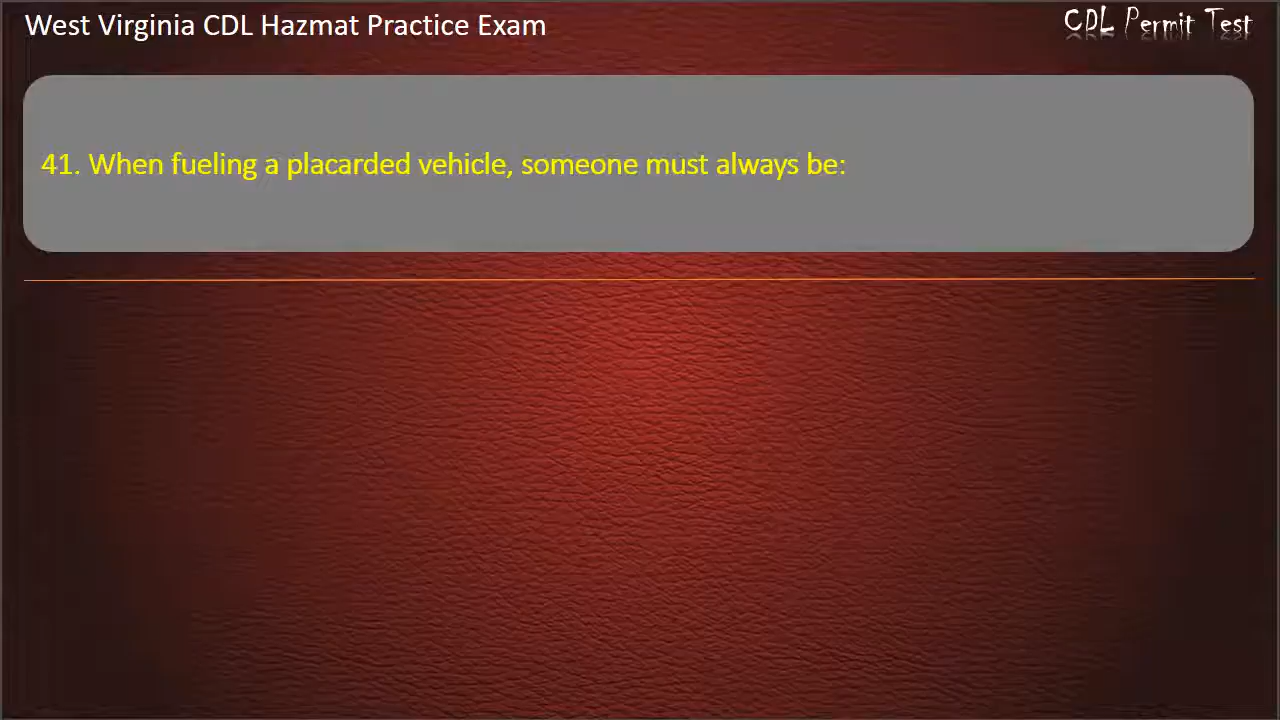 West Virginia CDL Hazmat Practice Exam
CDL Permit Test
41. When fueling a placarded vehicle, someone must always be: